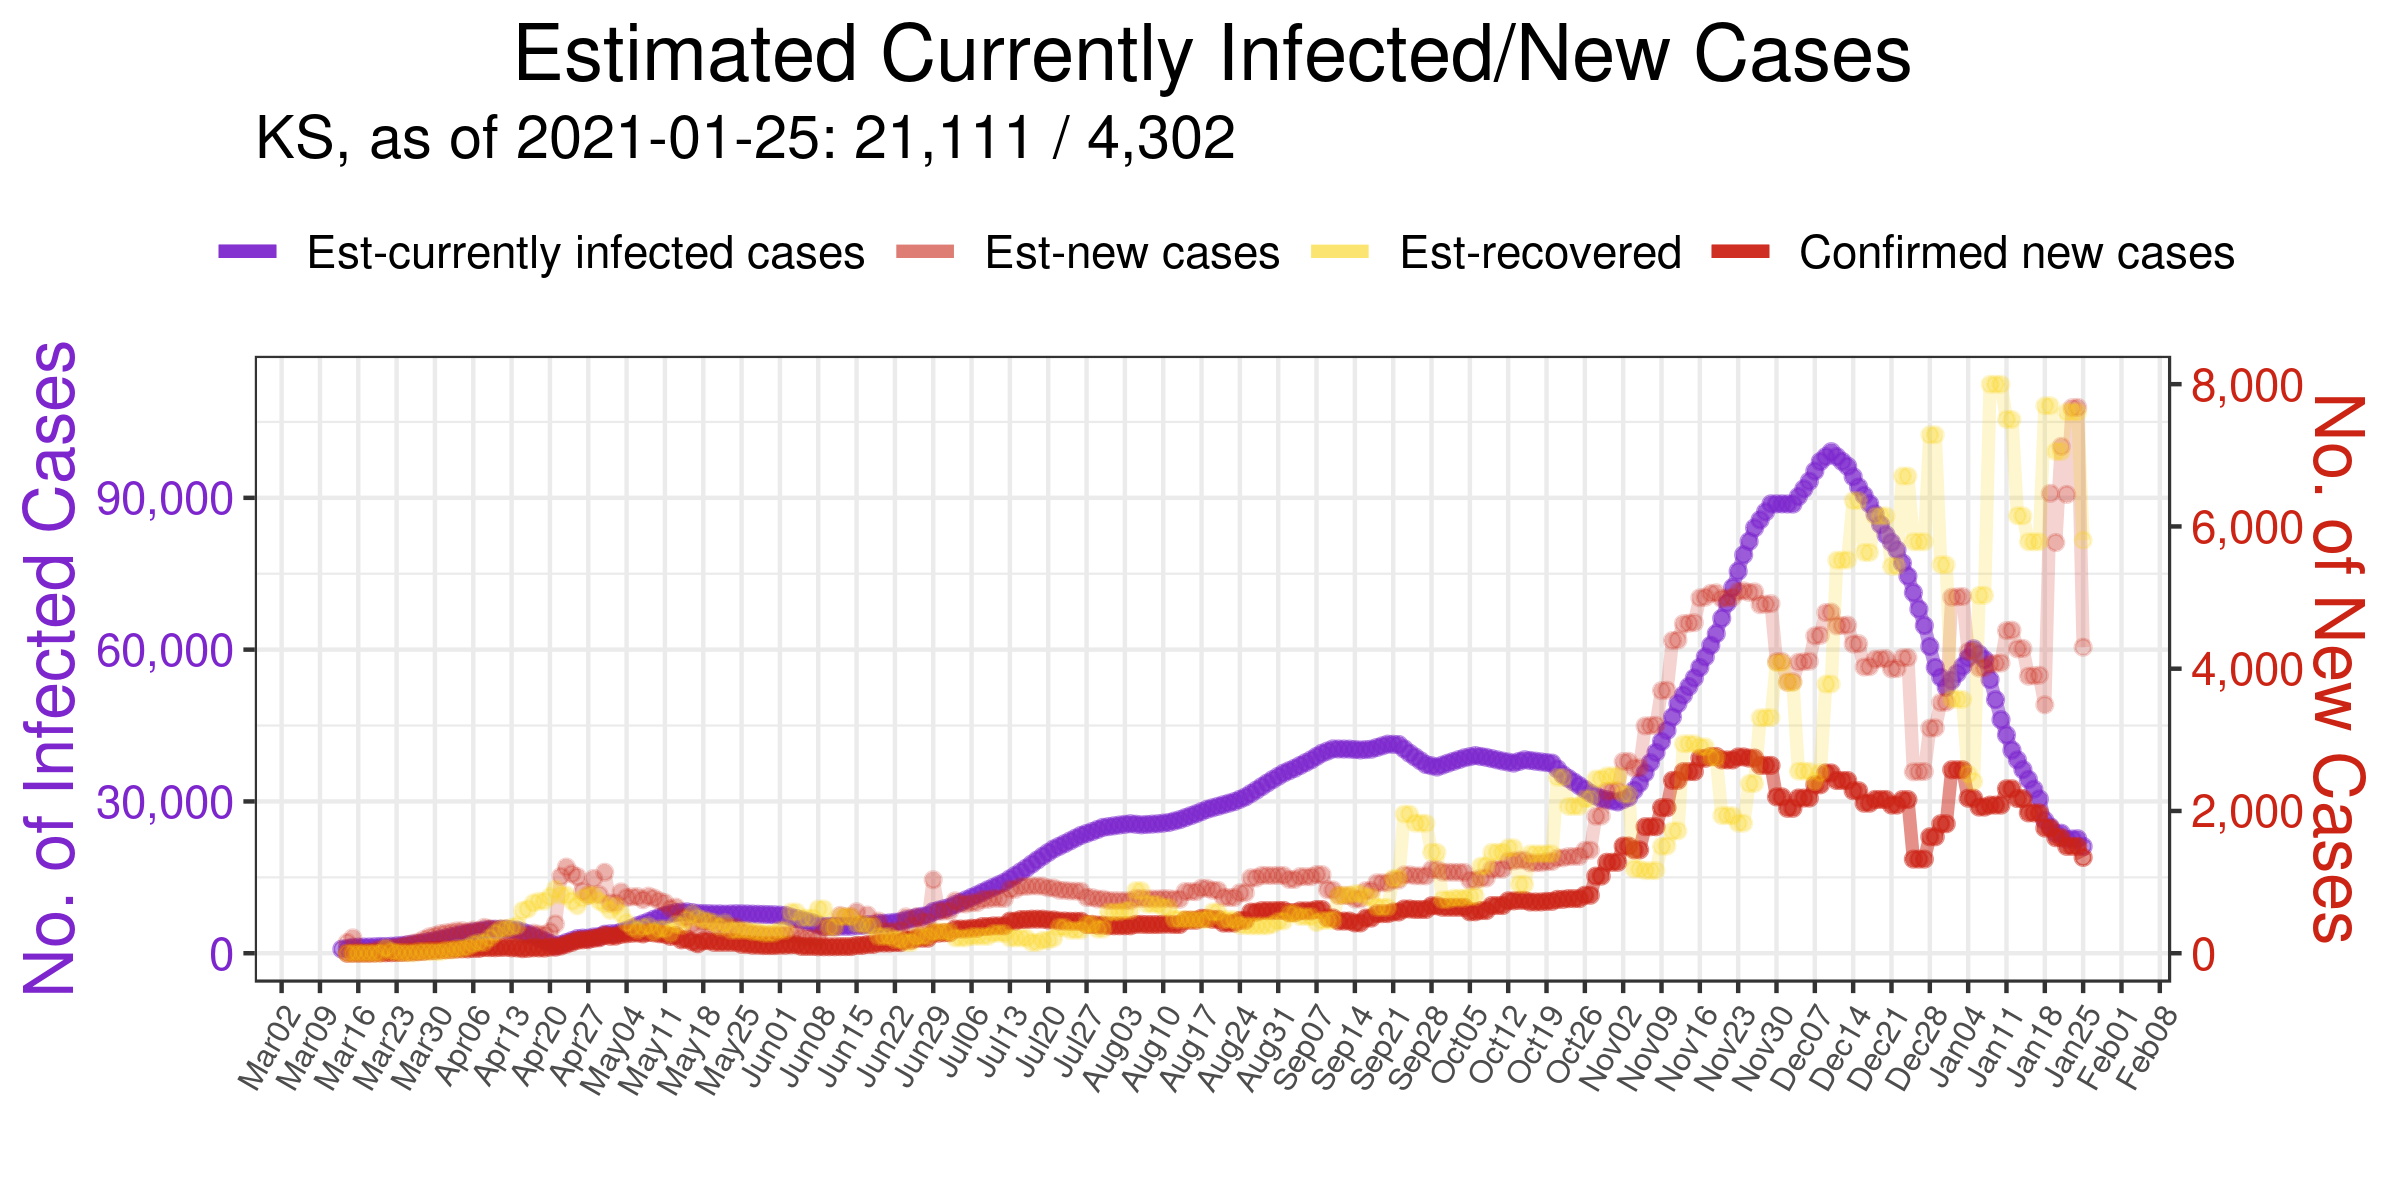 Estimated Currently Infected/New Cases
KS, as of 2021-01-25: 21,111 / 4,302
Est-currently infected cases
Est-new cases
Est-recovered
Confirmed new cases
No. of Infected Cases
90,000
60,000
30,000
0
8,000
6,000
4,000
2,000
0
No. of New Cases
Mar02
Mar09
Mar16
Mar23
Mar30
Apr06
Apr13
Apr20
Apr27
May04
May11
May18
May25
Jun01
Jun08
Jun15
Jun22
Jun29
Jul06
Jul13
Jul20
Jul27
Aug03
Aug10
Aug17
Aug24
Aug31
Sep07
Sep14
Sep21
Sep28
Oct05
Oct12
Oct19
Oct26
Nov02
Nov09
Nov16
Nov23
Nov30
Dec07
Dec14
Dec21
Dec28
Dec04
Jan11
Jan18
Jan25
Feb01
Feb08